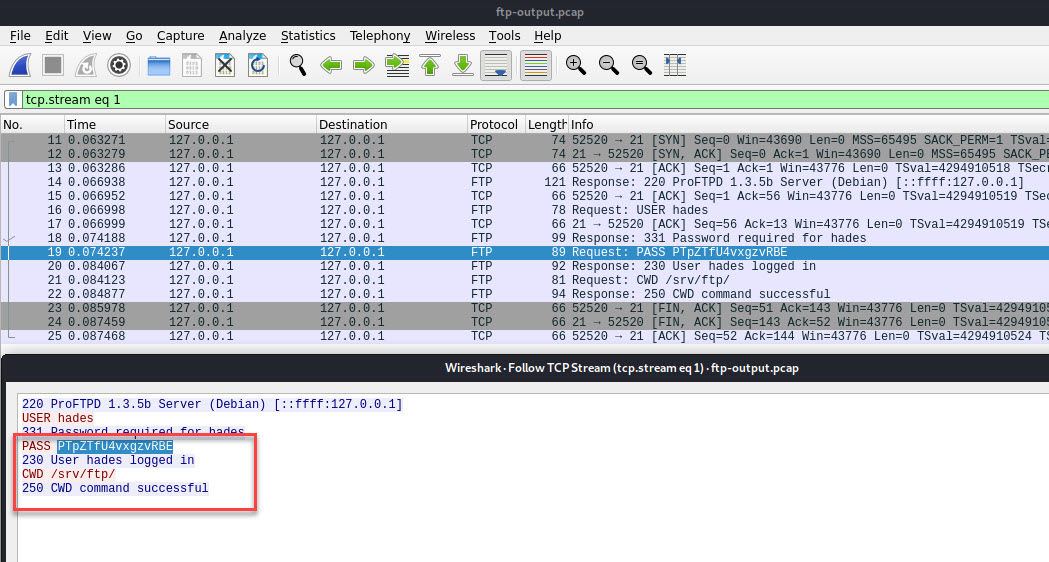 ftp-output.pcap
File Edit View Go Capture Analyze Statistics Telephony Wireless Tools Help
tcp.stream eq 1
No. Time Source Destination Protocol Length Info
11 0.063271 127.0.0.1 127.0.0.1 TCP 74 52520 → 21 [SYN] Seq=0 Win=43690 Len=0 MSS=65495 SACK_PERM=1 TSval=
12 0.063279 127.0.0.1 127.0.0.1 TCP 74 21 → 52520 [SYN, ACK] Seq=0 Ack=1 Win=43690 Len=0 MSS=65495 SACK_PE
13 0.063286 127.0.0.1 127.0.0.1 TCP 66 52520 → 21 [ACK] Seq=1 Ack=1 Win=43776 Len=0 TSval=4294910518 TSecr
14 0.066938 127.0.0.1 127.0.0.1 FTP 121 Response: 220 ProFTPD 1.3.5b Server (Debian) [::ffff:127.0.0.1]
15 0.066952 127.0.0.1 127.0.0.1 TCP 66 52520 → 21 [ACK] Seq=1 Ack=56 Win=43776 Len=0 TSval=4294910519 TSec
16 0.066998 127.0.0.1 127.0.0.1 FTP 78 Request: USER hades
17 0.066999 127.0.0.1 127.0.0.1 TCP 66 21 → 52520 [ACK] Seq=56 Ack=13 Win=43776 Len=0 TSval=4294910519 TSe
18 0.074188 127.0.0.1 127.0.0.1 FTP 99 Response: 331 Password required for hades
19 0.074237 127.0.0.1 127.0.0.1 FTP 89 Request: PASS PTpZTfU4vxgzvRBE
20 0.084067 127.0.0.1 127.0.0.1 FTP 92 Response: 230 User hades logged in
21 0.084123 127.0.0.1 127.0.0.1 FTP 81 Request: CWD /srv/ftp/
22 0.084877 127.0.0.1 127.0.0.1 FTP 94 Response: 250 CWD command successful
23 0.085978 127.0.0.1 127.0.0.1 TCP 66 52520 → 21 [FIN, ACK] Seq=51 Ack=143 Win=43776 Len=0 TSval=42949105
24 0.087459 127.0.0.1 127.0.0.1 TCP 66 21 → 52520 [FIN, ACK] Seq=143 Ack=52 Win=43776 Len=0 TSval=42949105
25 0.087468 127.0.0.1 127.0.0.1 TCP 66 52520 → 21 [ACK] Seq=52 Ack=144 Win=43776 Len=0 TSval=4294910524 TS
Wireshark · Follow TCP Stream (tcp.stream eq 1) · ftp-output.pcap
220 ProFTPD 1.3.5b Server (Debian) [::ffff:127.0.0.1]
USER hades
331 Password required for hades
PASS PTpZTfU4vxgzvRBE
230 User hades logged in
CWD /srv/ftp/
250 CWD command successful